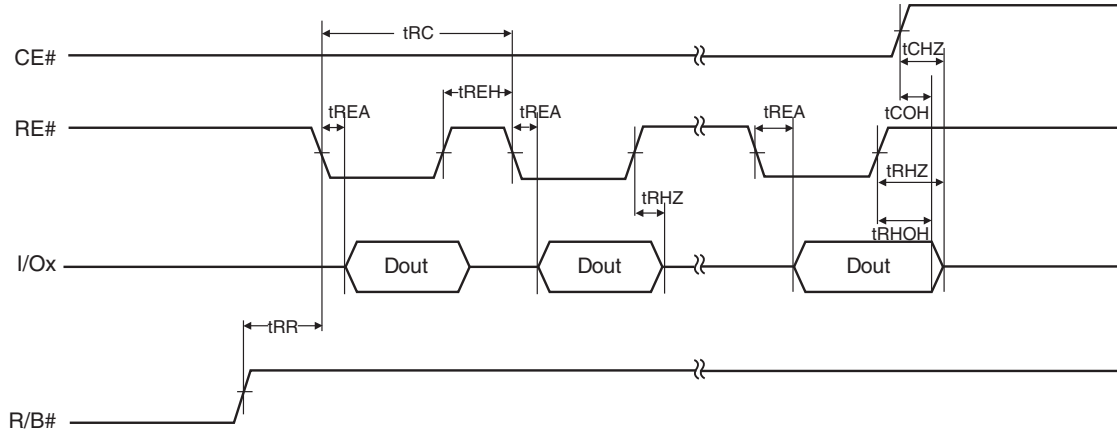 tRC
CE#
tCHZ
tREH
tCOH
tREA
tREA
tREA
RE#
tRHZ
tRHZ
tRHOH
I/Ox
Dout
Dout
Dout
tRR
R/B#